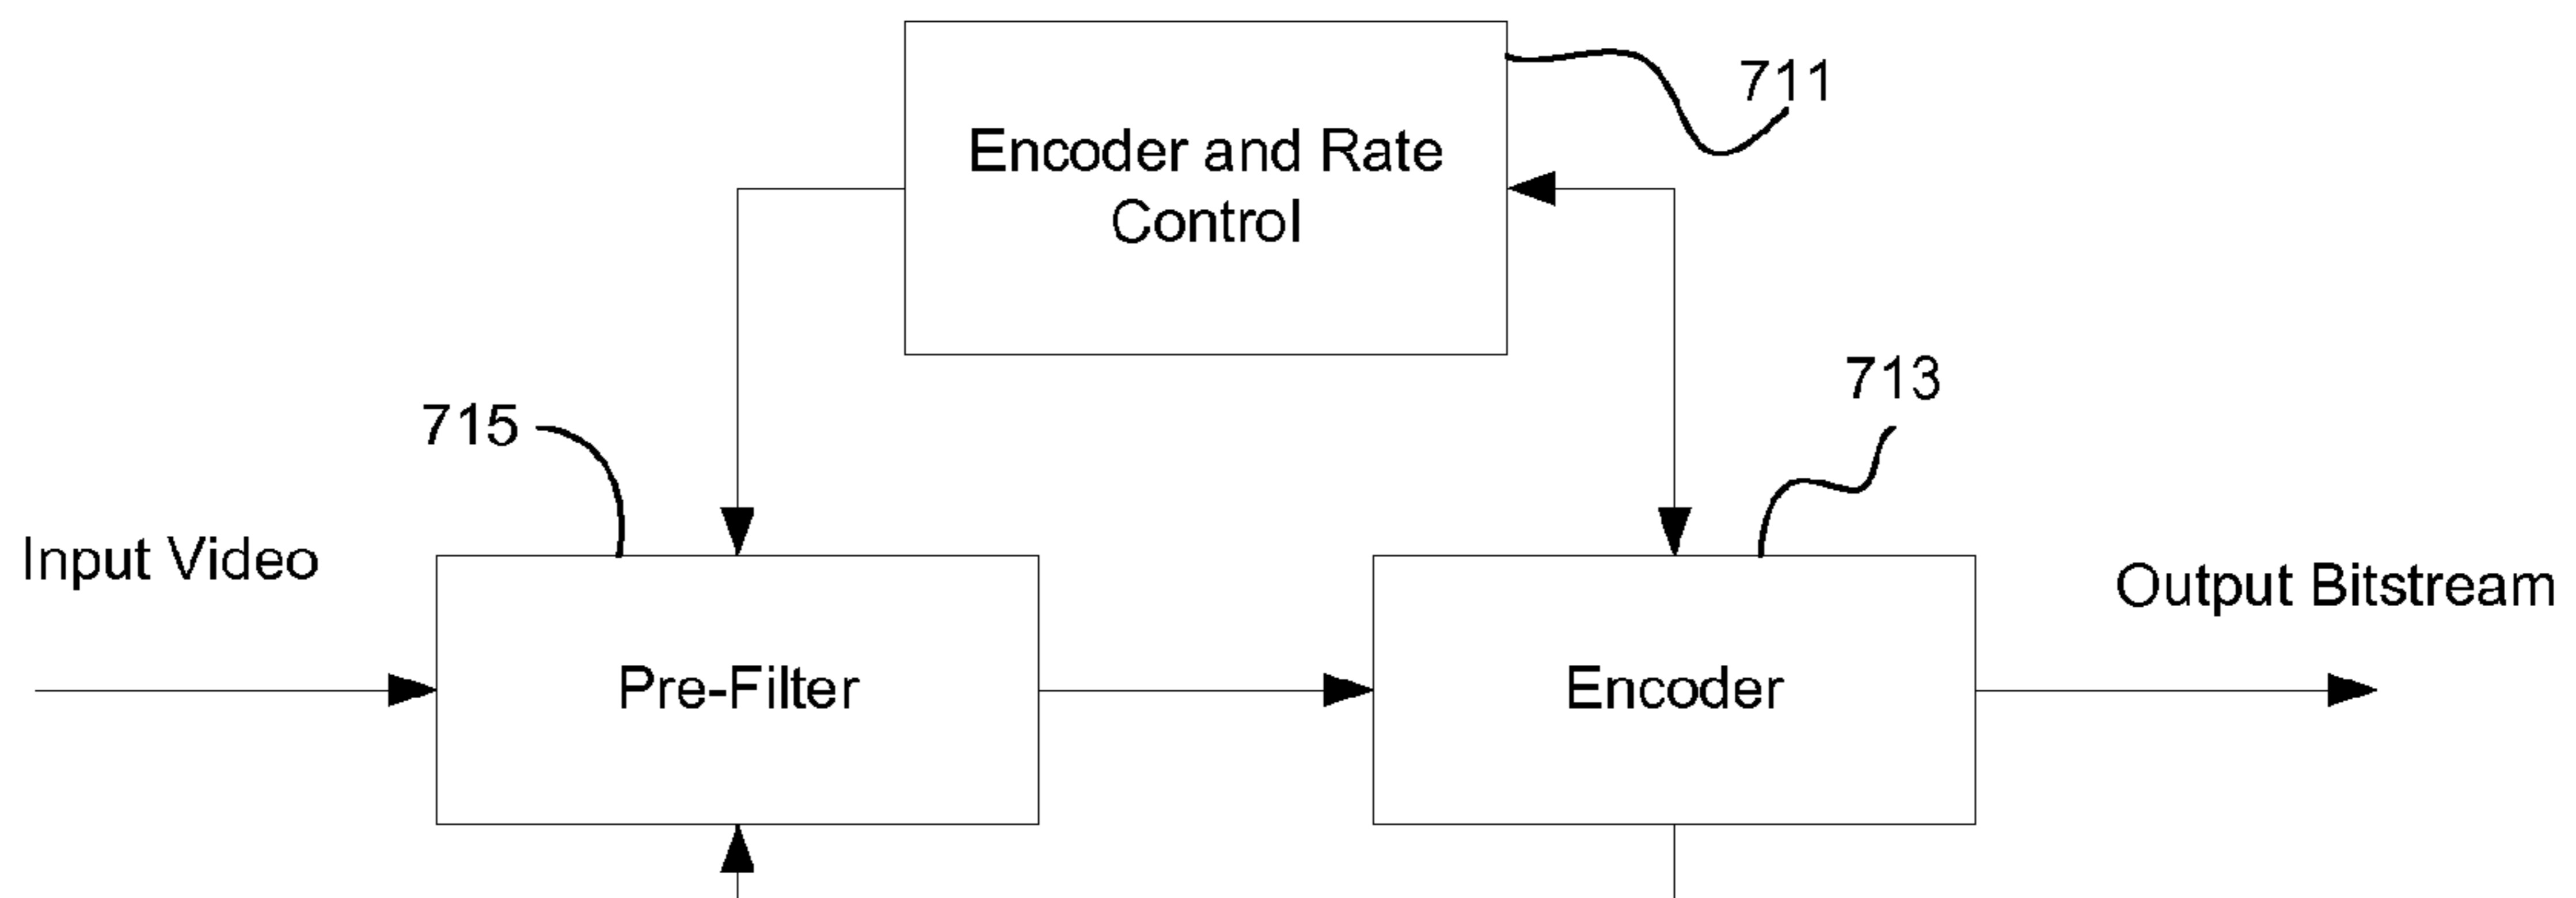 711
Encoder and Rate
Control
713
715
Input Video
Output Bitstream
Pre-Filter
Encoder